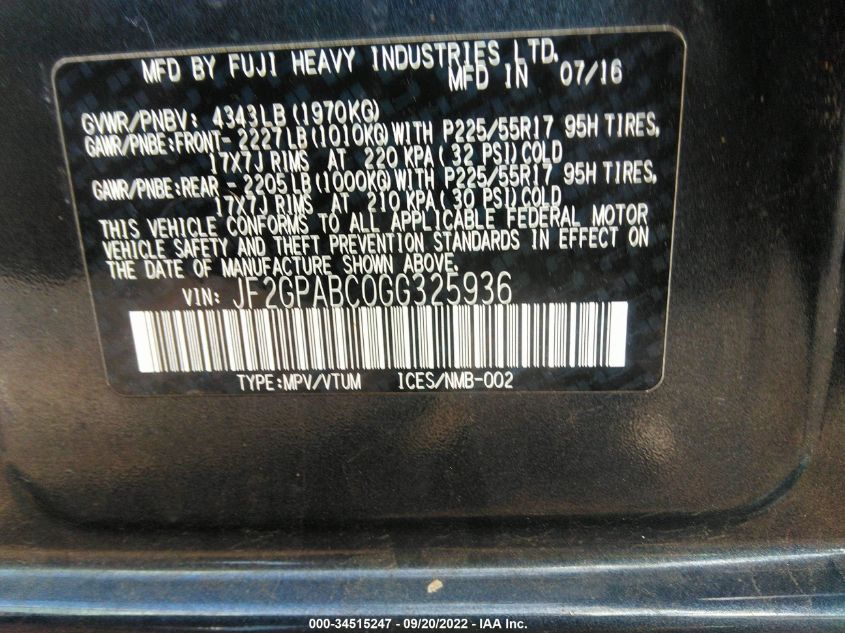 MFD BY FUJI HEAVY INDUSTRIES LTD.
MFD IN 07/16
GVWR/PNBV: 4343LB(1970KG)
GAWR/PNBE:FRONT- 2227LB(1010KG)WITH P225/55R17 95H TIRES,
17X7J RIMS AT 220 KPA( 32 PSI)COLD
GAWR/PNBE:REAR - 2205LB(1000KG)WITH P225/55R17 95H TIRES,
17X7J RIMS AT 210 KPA( 30 PSI)COLD
THIS VEHICLE CONFORMS TO ALL APPLICABLE FEDERAL MOTOR
VEHICLE SAFETY AND THEFT PREVENTION STANDARDS IN EFFECT ON
THE DATE OF MANUFACTURE SHOWN ABOVE.
VIN: JF2GPABC0GG325936
TYPE:MPV/VTUM ICES/NMB-002
000-34515247 - 09/20/2022 - IAA Inc.